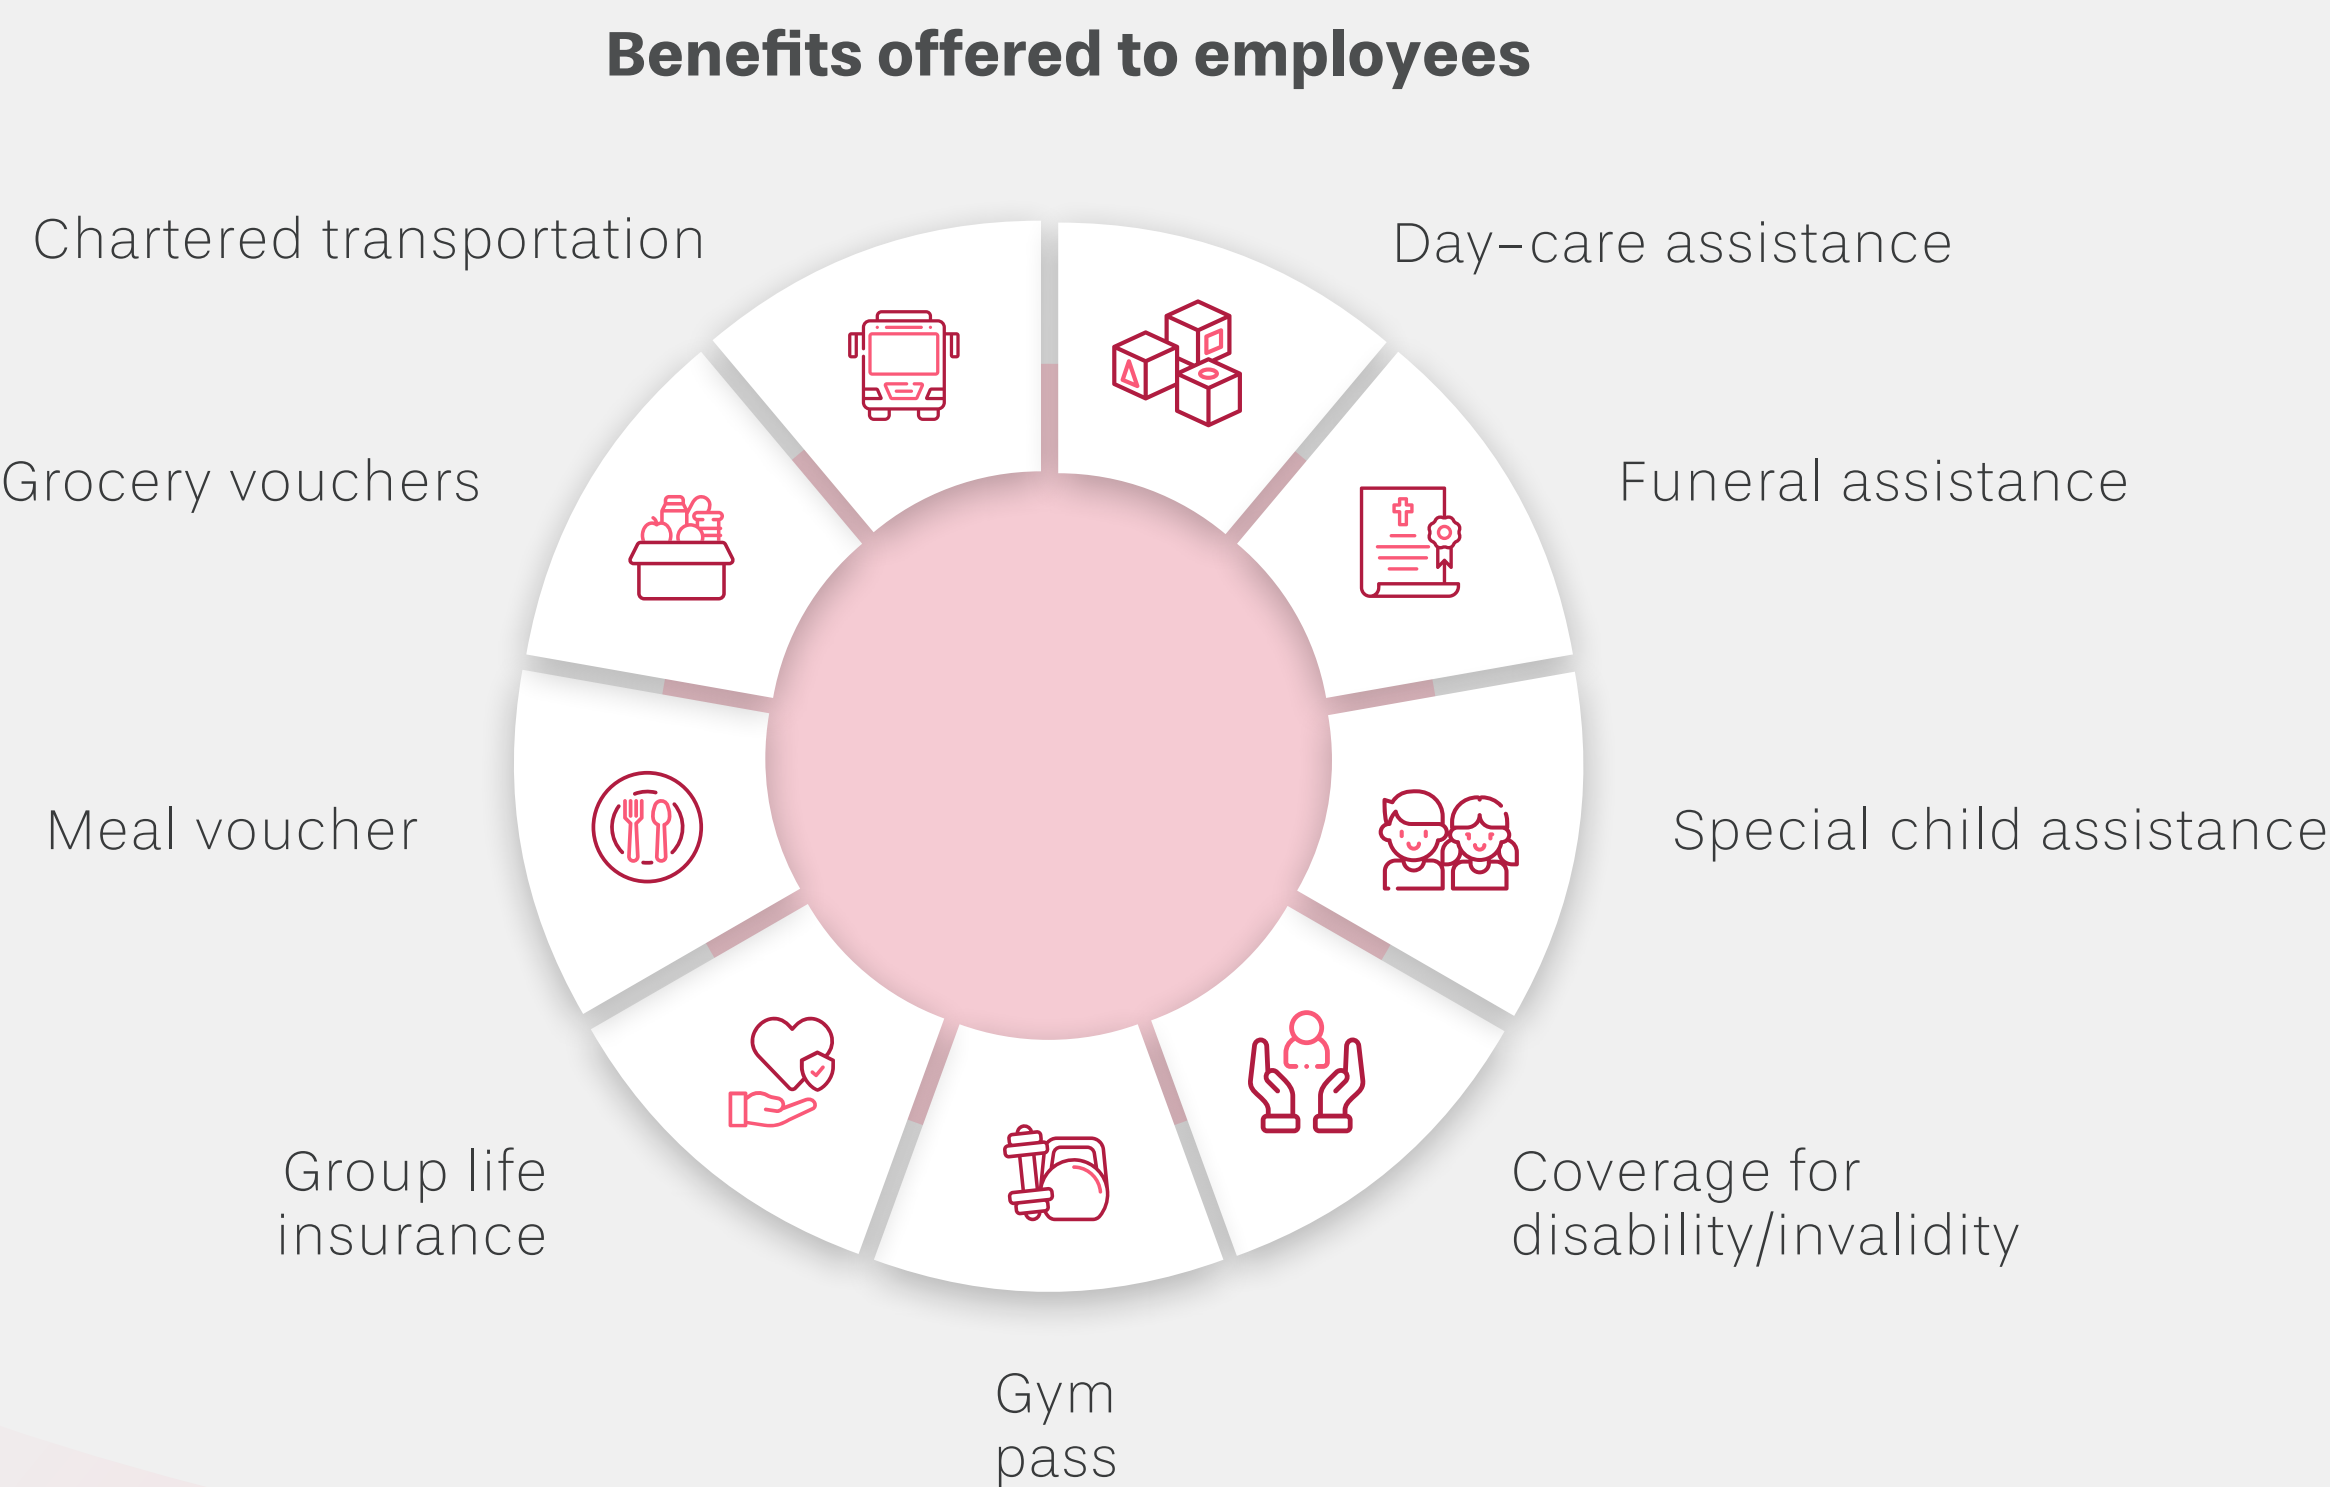 Benefits offered to employees
Chartered transportation
Day-care assistance
Grocery vouchers
Funeral assistance
Meal voucher
Special child assistance
Group life
insurance
Coverage for
disability/invalidity
Gym
pass